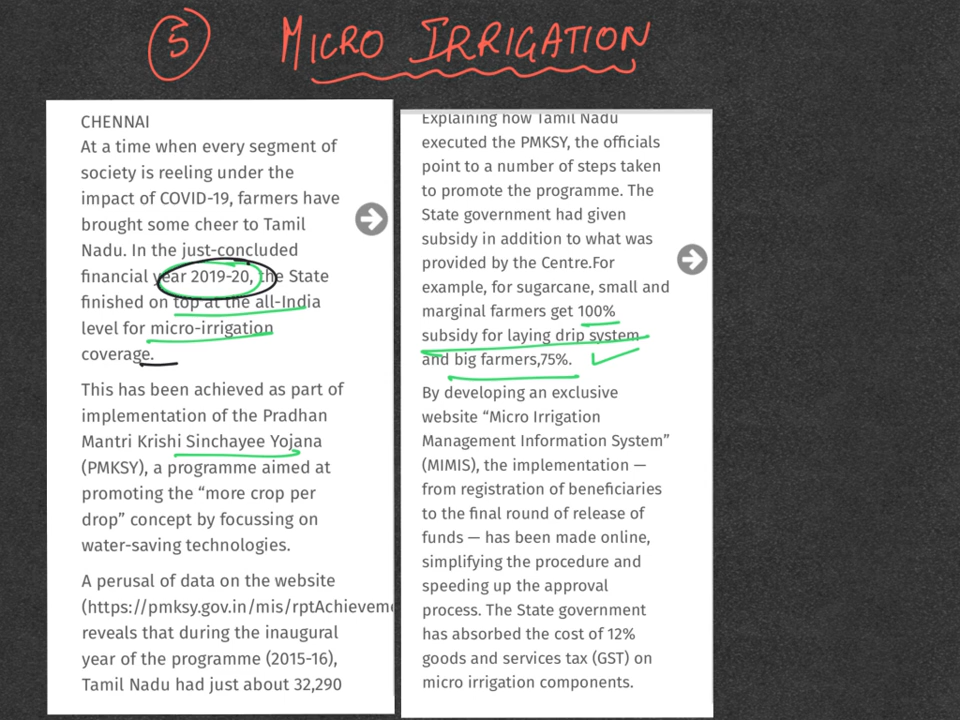 5 MICRO IRRIGATION
CHENNAI
At a time when every segment of
society is reeling under the
impact of COVID-19, farmers have
brought some cheer to Tamil
Nadu. In the just-concluded
financial year 2019-20, the State
finished on top at the all-India
level for micro-irrigation
coverage.
This has been achieved as part of
implementation of the Pradhan
Mantri Krishi Sinchayee Yojana
(PMKSY), a programme aimed at
promoting the “more crop per
drop” concept by focussing on
water-saving technologies.
A perusal of data on the website
(https://pmksy.gov.in/mis/rptAchieveme
reveals that during the inaugural
year of the programme (2015-16),
Tamil Nadu had just about 32,290
Explaining how Tamil Nadu
executed the PMKSY, the officials
point to a number of steps taken
to promote the programme. The
State government had given
subsidy in addition to what was
provided by the Centre.For
example, for sugarcane, small and
marginal farmers get 100%
subsidy for laying drip system
and big farmers,75%.
By developing an exclusive
website “Micro Irrigation
Management Information System”
(MIMIS), the implementation —
from registration of beneficiaries
to the final round of release of
funds — has been made online,
simplifying the procedure and
speeding up the approval
process. The State government
has absorbed the cost of 12%
goods and services tax (GST) on
micro irrigation components.